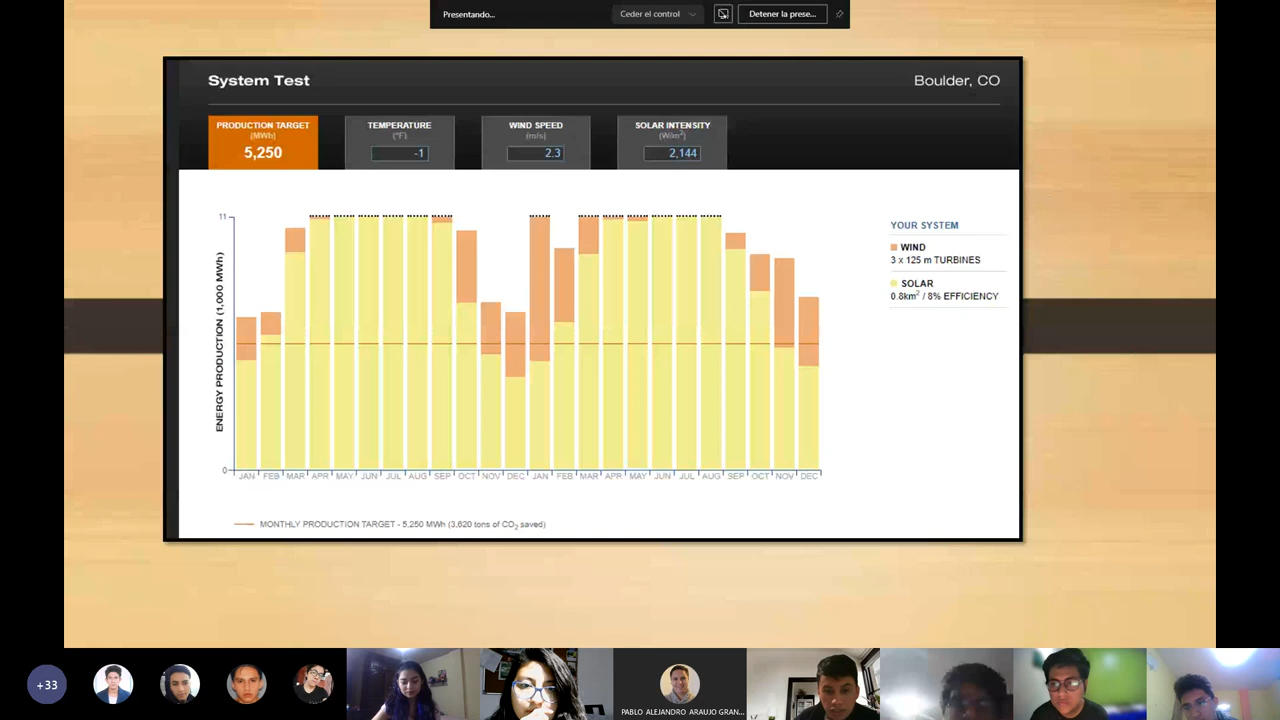 Presentando...
Ceder el control
Detener la prese...
System Test
Boulder, CO
PRODUCTION TARGET
(MWh)
5,250
TEMPERATURE
(°F)
-1
WIND SPEED
(m/s)
2.3
SOLAR INTENSITY
(W/m²)
2,144
11
ENERGY PRODUCTION (1,000 MWh)
0
JAN FEB MAR APR MAY JUN JUL AUG SEP OCT NOV DEC JAN FEB MAR APR MAY JUN JUL AUG SEP OCT NOV DEC
YOUR SYSTEM
WIND
3 x 125 m TURBINES
SOLAR
0.8km² / 8% EFFICIENCY
MONTHLY PRODUCTION TARGET - 5,250 MWh (3,620 tons of CO₂ saved)
+33
PABLO ALEJANDRO ARAUJO GRAN...